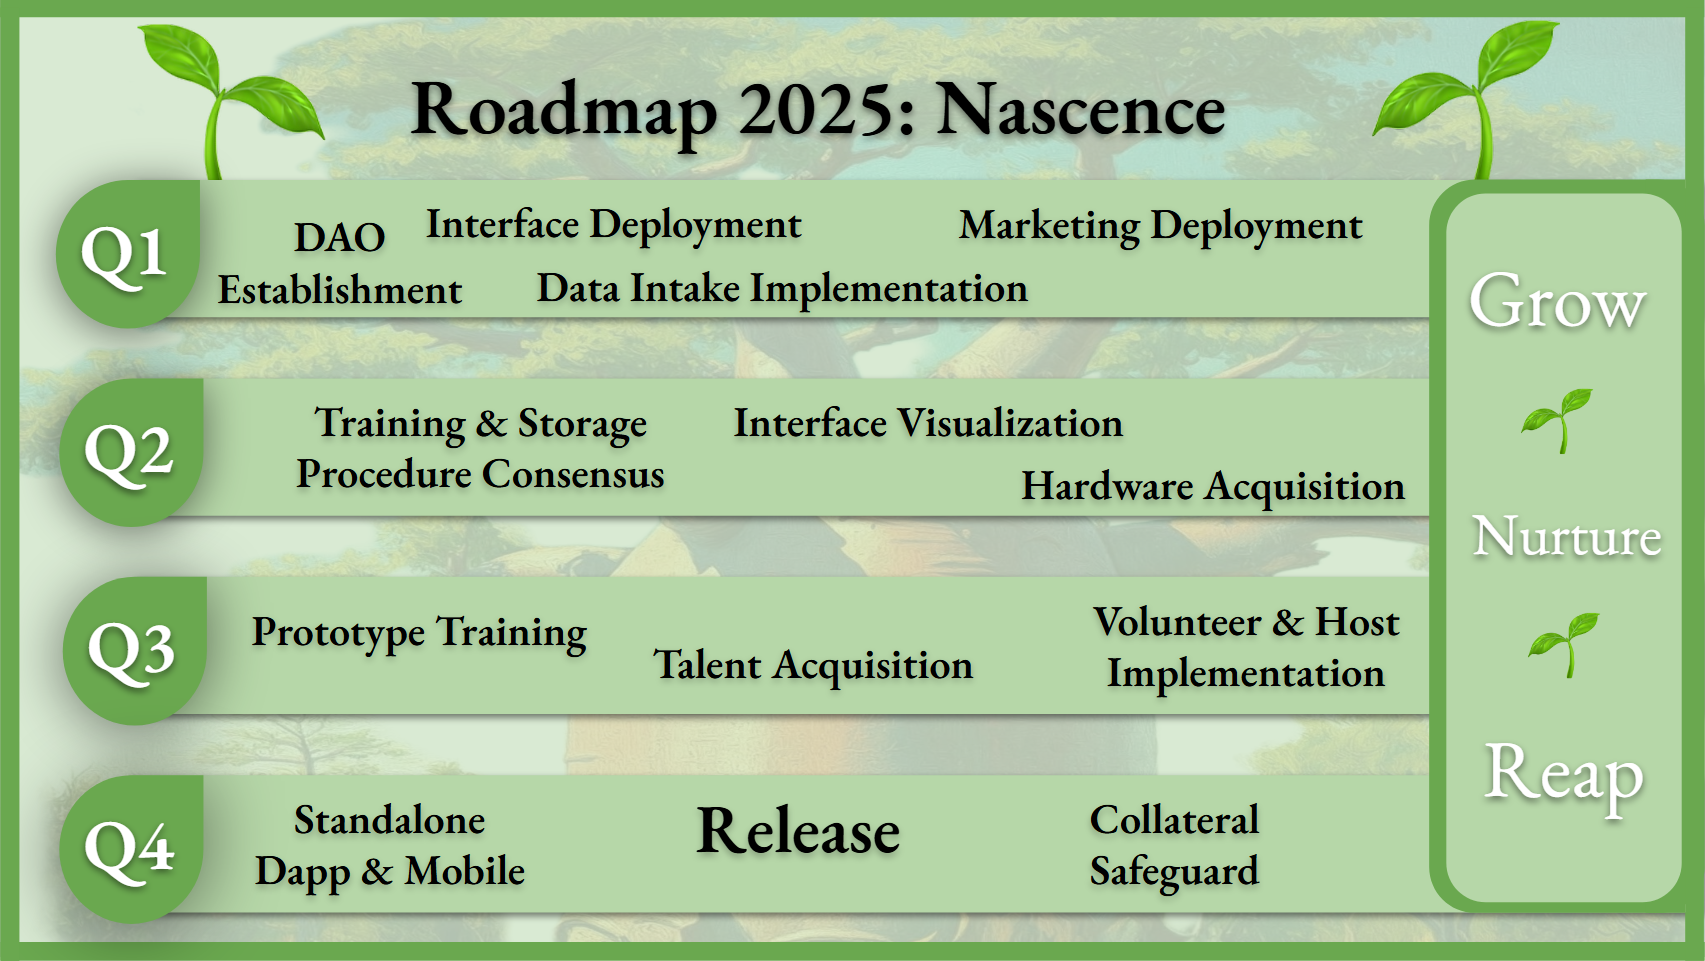 Roadmap 2025: Nascence
Q1
DAO
Establishment
Interface Deployment
Data Intake Implementation
Marketing Deployment
Q2
Training & Storage
Procedure Consensus
Interface Visualization
Hardware Acquisition
Q3
Prototype Training
Talent Acquisition
Volunteer & Host
Implementation
Q4
Standalone
Dapp & Mobile
Release
Collateral
Safeguard
Grow
Nurture
Reap